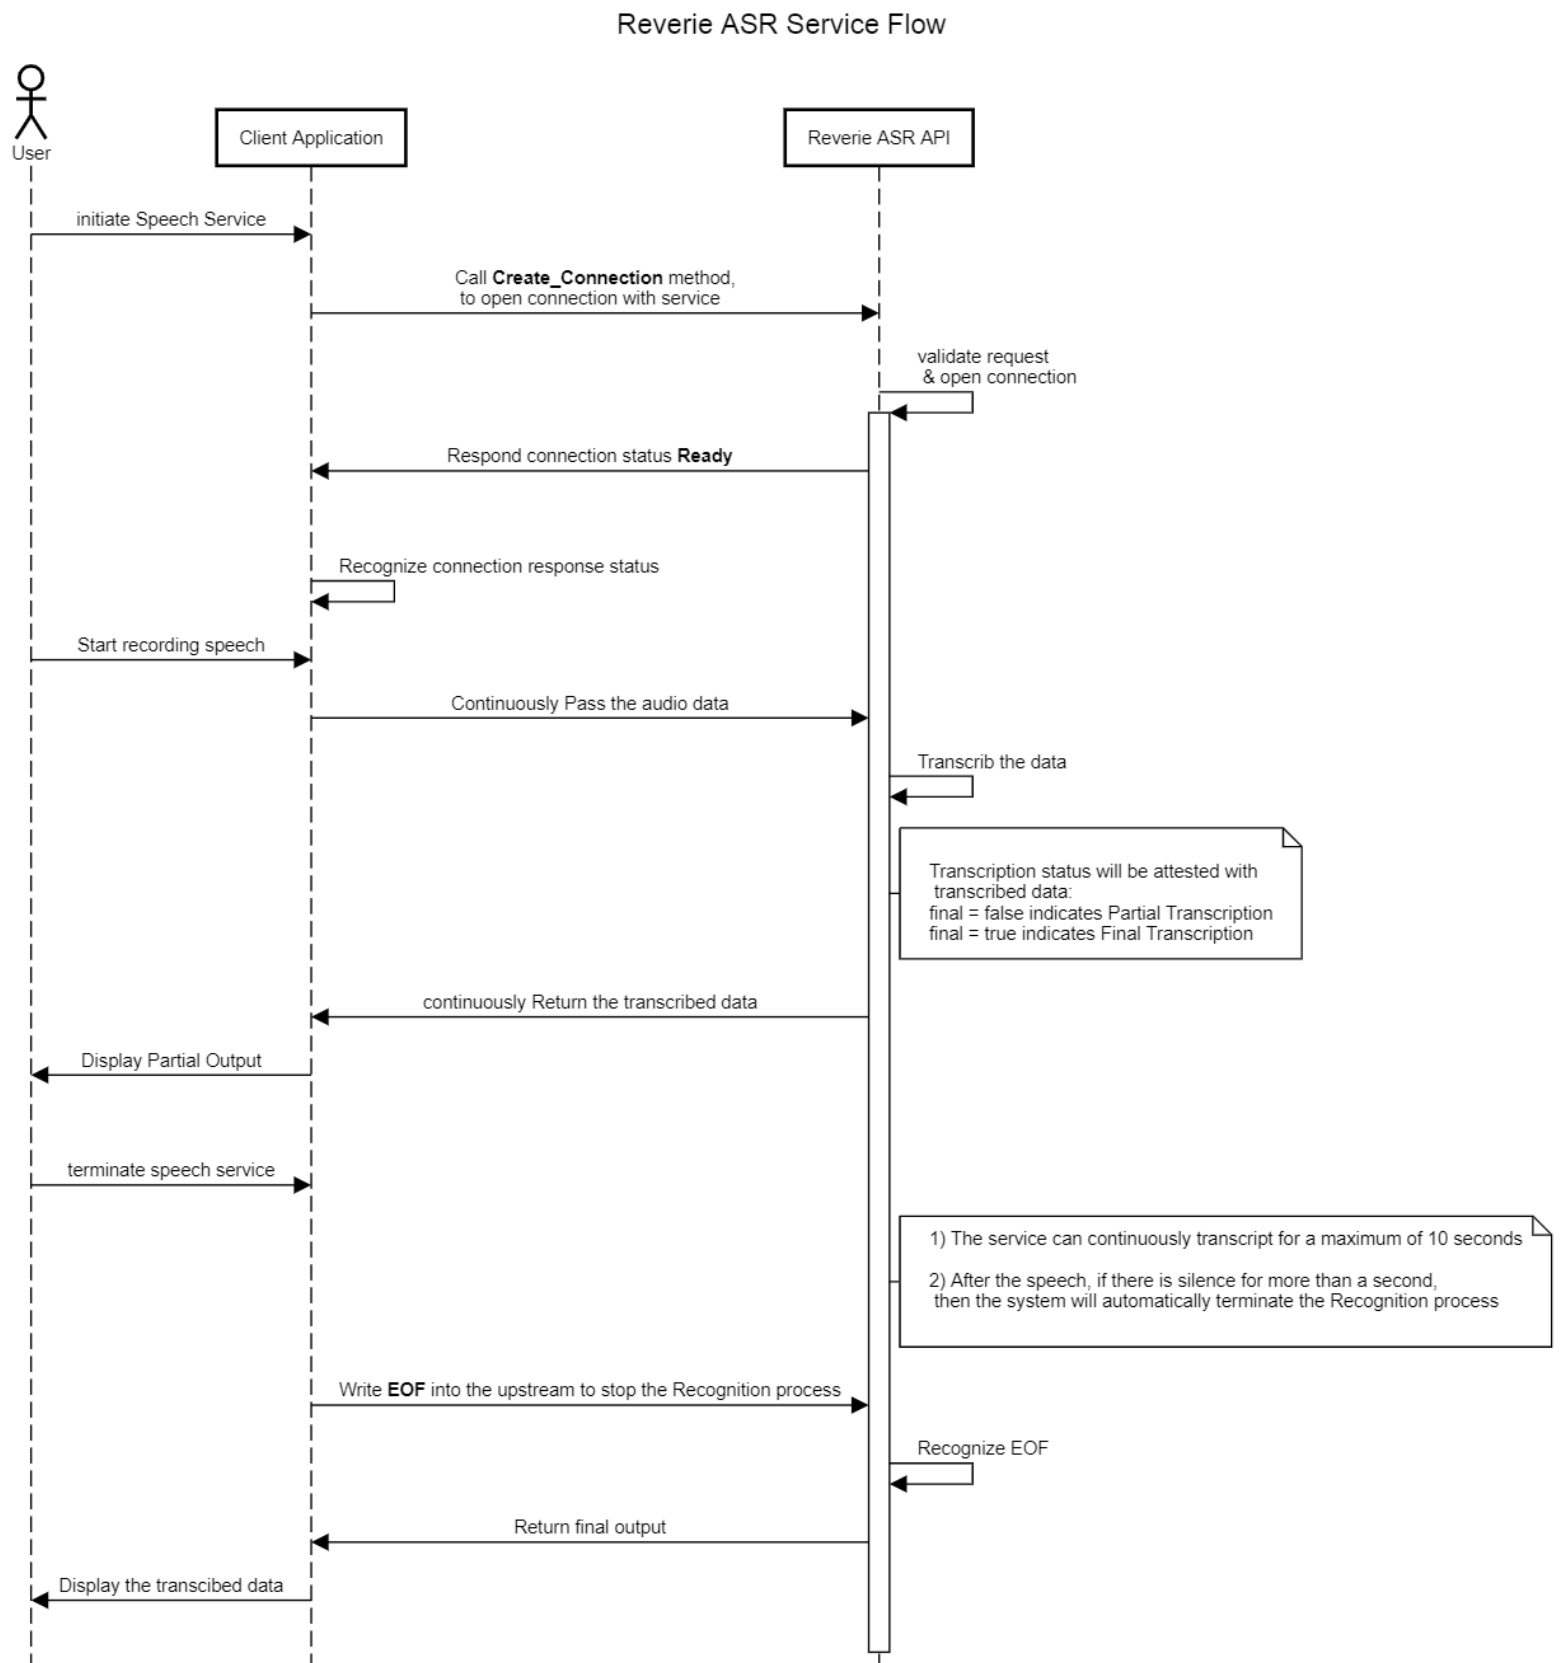 Reverie ASR Service Flow
User
Client Application
Reverie ASR API
initiate Speech Service
Call Create_Connection method,
to open connection with service
validate request
& open connection
Respond connection status Ready
Recognize connection response status
Start recording speech
Continuously Pass the audio data
Transcrib the data
Transcription status will be attested with
transcribed data:
final = false indicates Partial Transcription
final = true indicates Final Transcription
continuously Return the transcribed data
Display Partial Output
terminate speech service
1) The service can continuously transcript for a maximum of 10 seconds
2) After the speech, if there is silence for more than a second,
then the system will automatically terminate the Recognition process
Write EOF into the upstream to stop the Recognition process
Recognize EOF
Return final output
Display the transcibed data